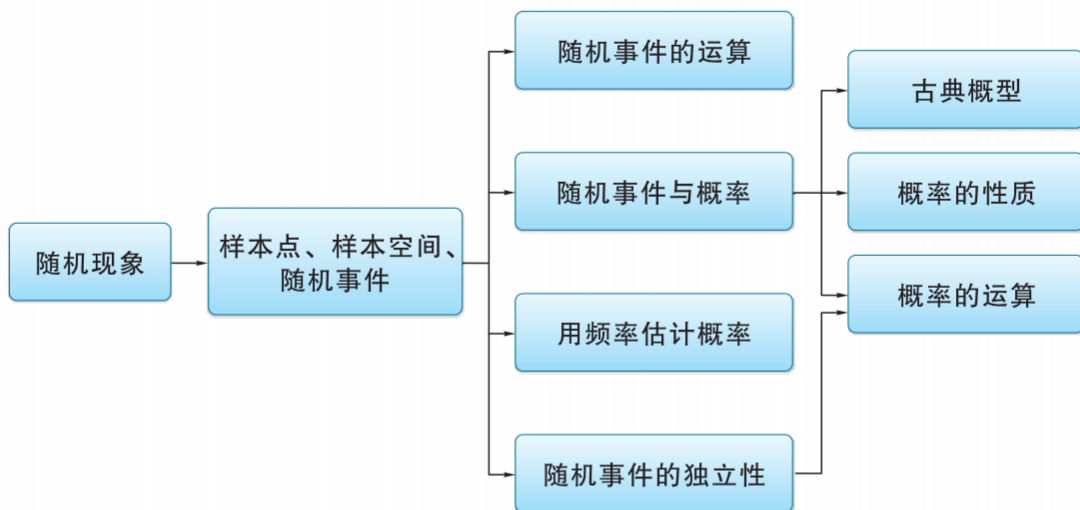 随机现象
样本点、样本空间、
随机事件
随机事件的运算
随机事件与概率
用频率估计概率
随机事件的独立性
古典概型
概率的性质
概率的运算